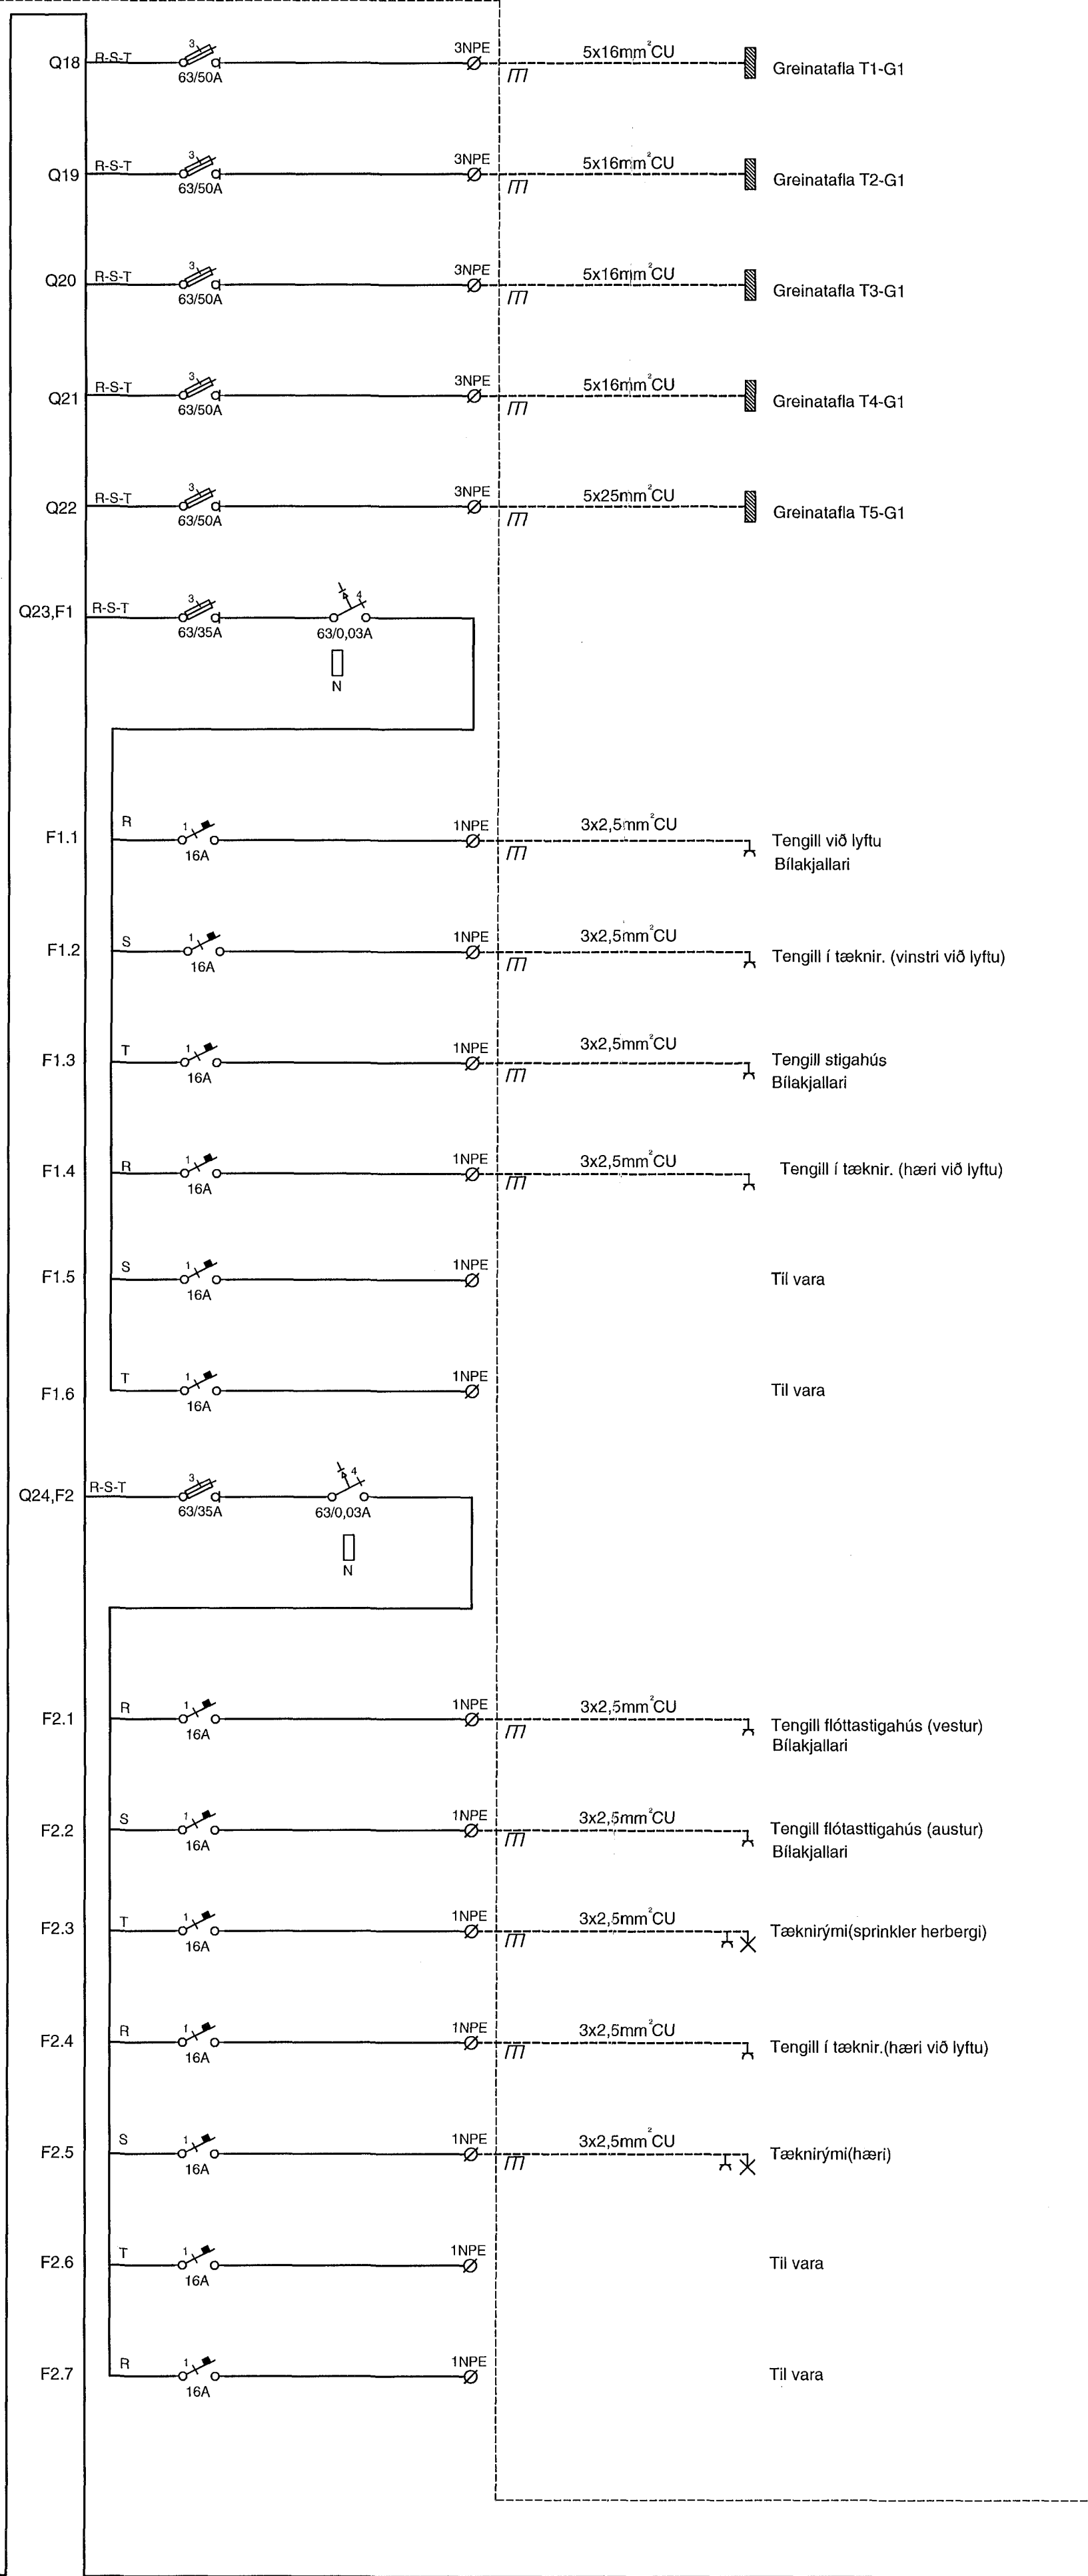 Q18 R-S-T 3 63/50A 3NPE 5x16mm²CU Greinatafla T1-G1
Q19 R-S-T 3 63/50A 3NPE 5x16mm²CU Greinatafla T2-G1
Q20 R-S-T 3 63/50A 3NPE 5x16mm²CU Greinatafla T3-G1
Q21 R-S-T 3 63/50A 3NPE 5x16mm²CU Greinatafla T4-G1
Q22 R-S-T 3 63/50A 3NPE 5x25mm²CU Greinatafla T5-G1
Q23,F1 R-S-T 3 63/35A 4 63/0,03A
N
F1.1 R 1 16A 1NPE 3x2,5mm²CU Tengill við lyftu
Bílakjallari
F1.2 S 1 16A 1NPE 3x2,5mm²CU Tengill í tæknir. (vinstri við lyftu)
F1.3 T 1 16A 1NPE 3x2,5mm²CU Tengill stigahús
Bílakjallari
F1.4 R 1 16A 1NPE 3x2,5mm²CU Tengill í tæknir. (hæri við lyftu)
F1.5 S 1 16A 1NPE Til vara
F1.6 T 1 16A 1NPE Til vara
Q24,F2 R-S-T 3 63/35A 4 63/0,03A
N
F2.1 R 1 16A 1NPE 3x2,5mm²CU Tengill flóttastigahús (vestur)
Bílakjallari
F2.2 S 1 16A 1NPE 3x2,5mm²CU Tengill flótasttigahús (austur)
Bílakjallari
F2.3 T 1 16A 1NPE 3x2,5mm²CU Tæknirými(sprinkler herbergi)
F2.4 R 1 16A 1NPE 3x2,5mm²CU Tengill í tæknir.(hæri við lyftu)
F2.5 S 1 16A 1NPE 3x2,5mm²CU Tæknirými(hæri)
F2.6 T 1 16A 1NPE Til vara
F2.7 R 1 16A 1NPE Til vara